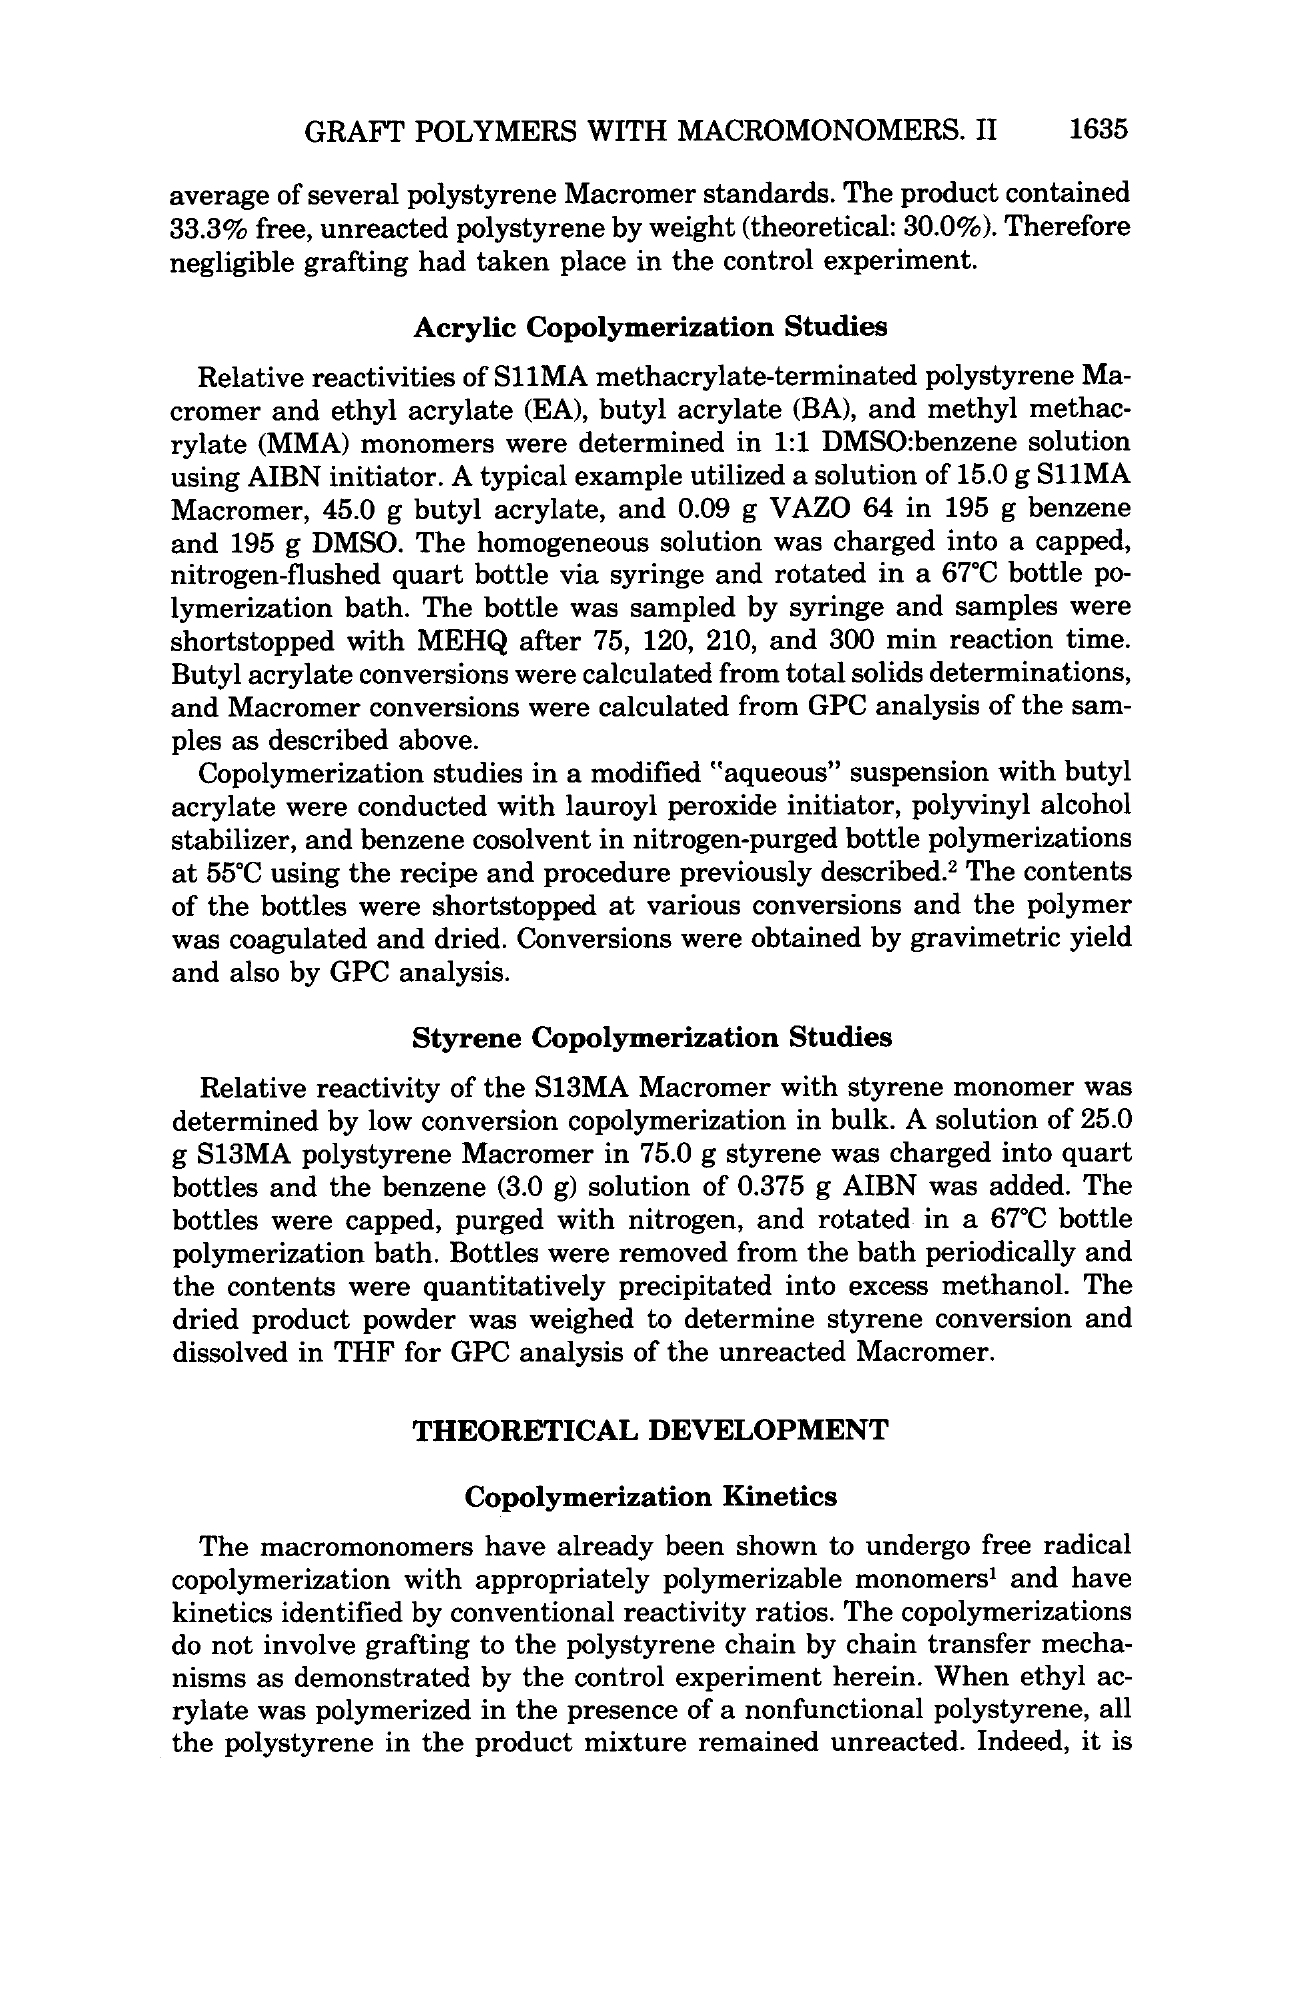 GRAFT POLYMERS WITH MACROMONOMERS. II 1635
average of several polystyrene Macromer standards. The product contained
33.3% free, unreacted polystyrene by weight (theoretical: 30.0%). Therefore
negligible grafting had taken place in the control experiment.
Acrylic Copolymerization Studies
Relative reactivities of S11MA methacrylate-terminated polystyrene Ma-
cromer and ethyl acrylate (EA), butyl acrylate (BA), and methyl methac-
rylate (MMA) monomers were determined in 1:1 DMSO:benzene solution
using AIBN initiator. A typical example utilized a solution of 15.0 g S11MA
Macromer, 45.0 g butyl acrylate, and 0.09 g VAZO 64 in 195 g benzene
and 195 g DMSO. The homogeneous solution was charged into a capped,
nitrogen-flushed quart bottle via syringe and rotated in a 67°C bottle po-
lymerization bath. The bottle was sampled by syringe and samples were
shortstopped with MEHQ after 75, 120, 210, and 300 min reaction time.
Butyl acrylate conversions were calculated from total solids determinations,
and Macromer conversions were calculated from GPC analysis of the sam-
ples as described above.
Copolymerization studies in a modified "aqueous" suspension with butyl
acrylate were conducted with lauroyl peroxide initiator, polyvinyl alcohol
stabilizer, and benzene cosolvent in nitrogen-purged bottle polymerizations
at 55°C using the recipe and procedure previously described.² The contents
of the bottles were shortstopped at various conversions and the polymer
was coagulated and dried. Conversions were obtained by gravimetric yield
and also by GPC analysis.
Styrene Copolymerization Studies
Relative reactivity of the S13MA Macromer with styrene monomer was
determined by low conversion copolymerization in bulk. A solution of 25.0
g S13MA polystyrene Macromer in 75.0 g styrene was charged into quart
bottles and the benzene (3.0 g) solution of 0.375 g AIBN was added. The
bottles were capped, purged with nitrogen, and rotated in a 67°C bottle
polymerization bath. Bottles were removed from the bath periodically and
the contents were quantitatively precipitated into excess methanol. The
dried product powder was weighed to determine styrene conversion and
dissolved in THF for GPC analysis of the unreacted Macromer.
THEORETICAL DEVELOPMENT
Copolymerization Kinetics
The macromonomers have already been shown to undergo free radical
copolymerization with appropriately polymerizable monomers¹ and have
kinetics identified by conventional reactivity ratios. The copolymerizations
do not involve grafting to the polystyrene chain by chain transfer mecha-
nisms as demonstrated by the control experiment herein. When ethyl ac-
rylate was polymerized in the presence of a nonfunctional polystyrene, all
the polystyrene in the product mixture remained unreacted. Indeed, it is